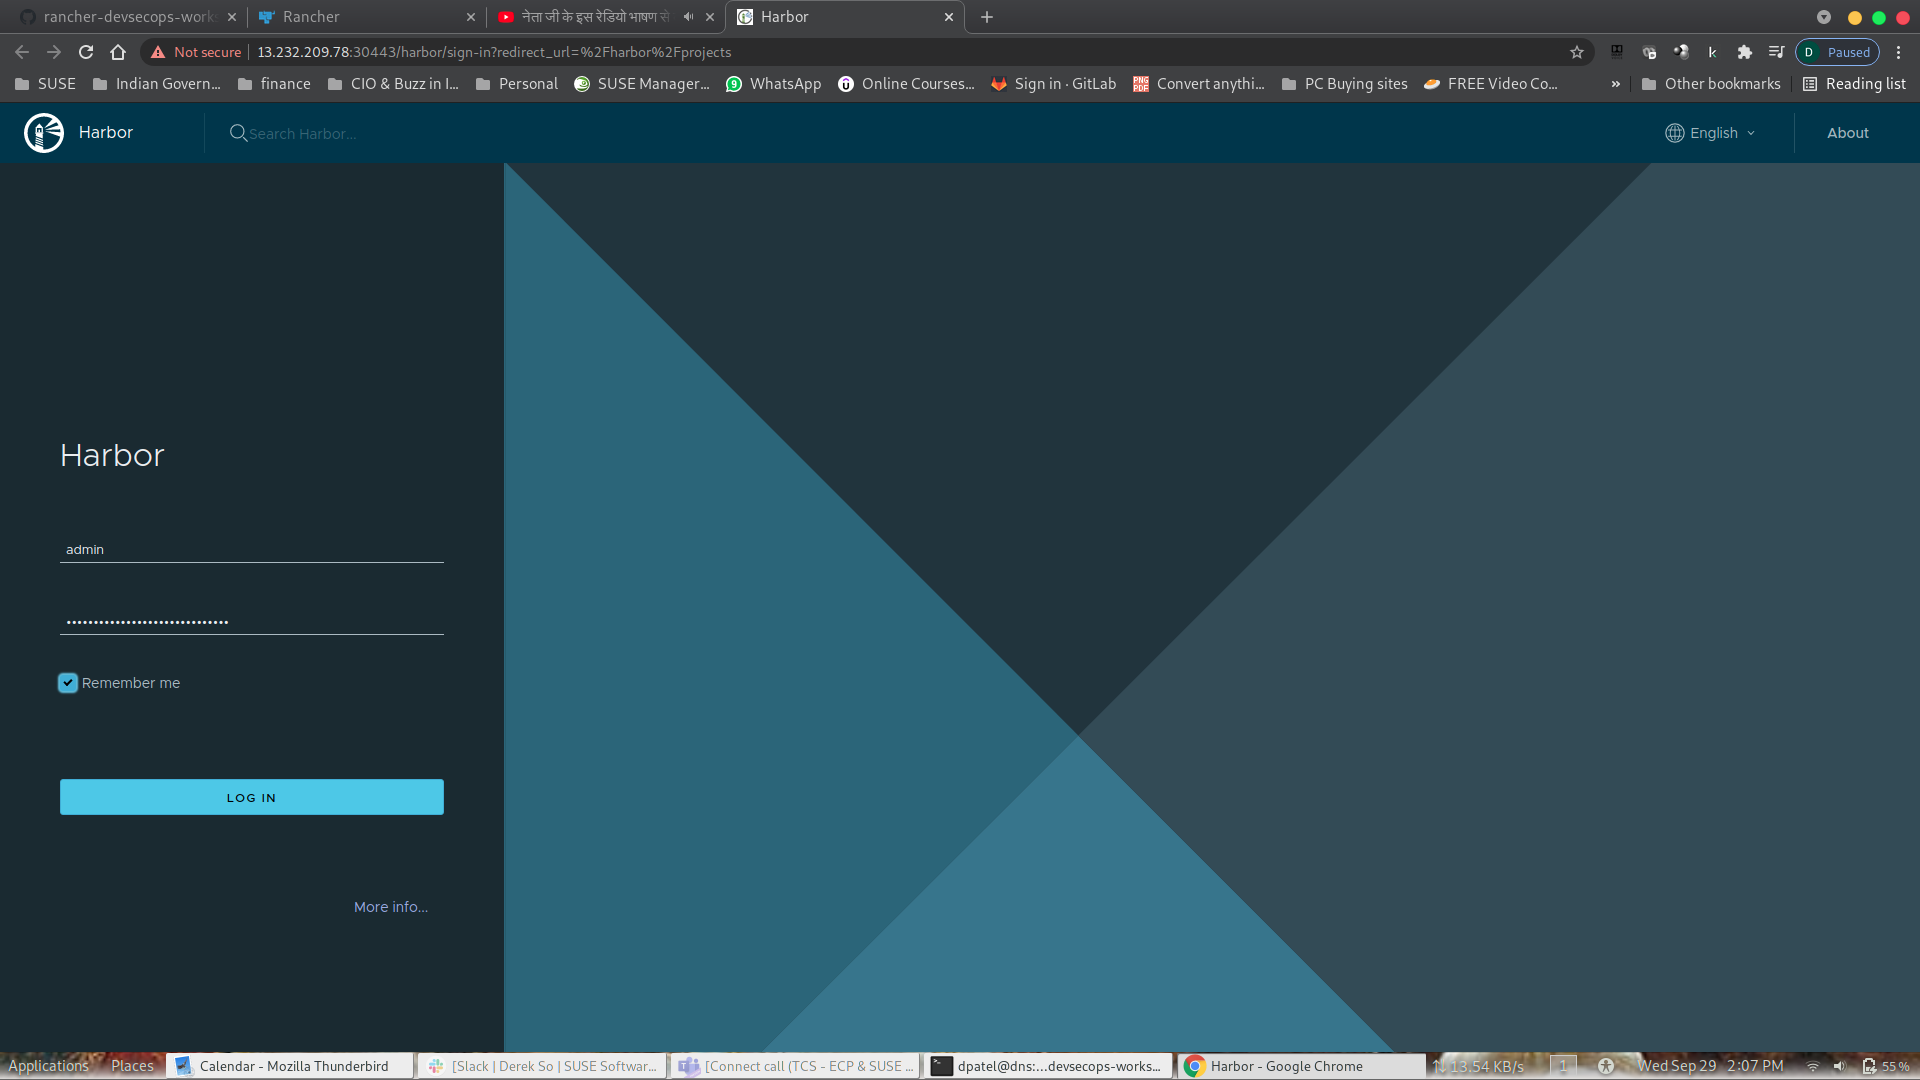 rancher-devsecops-works
Rancher
नेता जी के इस रेडियो भाषण से
Harbor
Not secure
13.232.209.78:30443/harbor/sign-in?redirect_url=%2Fharbor%2Fprojects
D Paused
SUSE
Indian Govern...
finance
CIO & Buzz in I...
Personal
SUSE Manager...
WhatsApp
Online Courses...
Sign in · GitLab
PNG PDF
Convert anythi...
PC Buying sites
FREE Video Co...
»
Other bookmarks
Reading list
Harbor
Search Harbor...
English
About
Harbor
admin
••••••••••••••••••••••••••••••
Remember me
LOG IN
More info...
Applications
Places
Calendar - Mozilla Thunderbird
[Slack | Derek So | SUSE Softwar...
[Connect call (TCS - ECP & SUSE ...
dpatel@dns:...devsecops-works...
Harbor - Google Chrome
13.54 KB/s
1
Wed Sep 29 2:07 PM
55 %